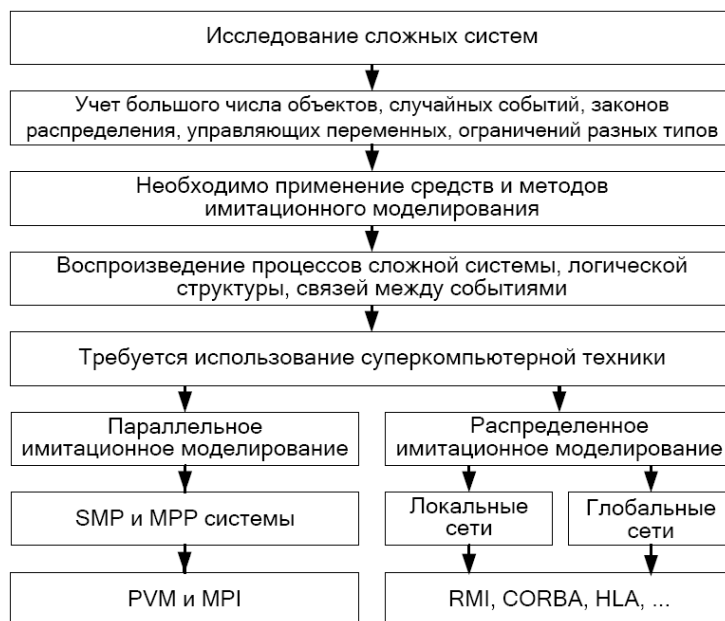 Исследование сложных систем
Учет большого числа объектов, случайных событий, законов
распределения, управляющих переменных, ограничений разных типов
Необходимо применение средств и методов
имитационного моделирования
Воспроизведение процессов сложной системы, логической
структуры, связей между событиями
Требуется использование суперкомпьютерной техники
Параллельное
имитационное моделирование
Распределенное
имитационное моделирование
SMP и MPP системы
Локальные
сети
Глобальные
сети
PVM и MPI
RMI, CORBA, HLA, ...